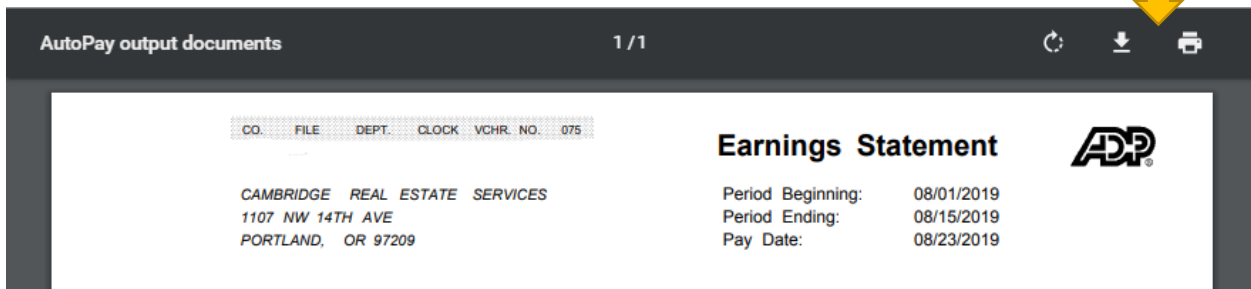 AutoPay output documents 1 / 1
CO. FILE DEPT. CLOCK VCHR. NO. 075
Earnings Statement ADP®
CAMBRIDGE REAL ESTATE SERVICES
1107 NW 14TH AVE
PORTLAND, OR 97209
Period Beginning: 08/01/2019
Period Ending: 08/15/2019
Pay Date: 08/23/2019